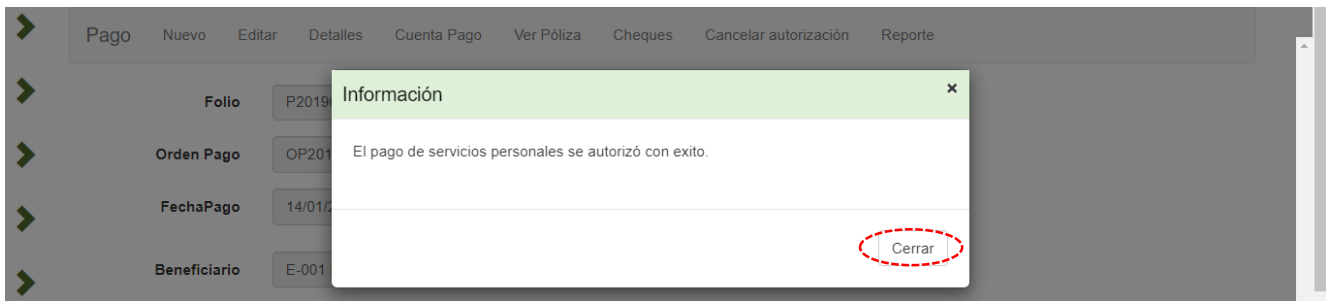 Pago Nuevo Editar Detalles Cuenta Pago Ver Póliza Cheques Cancelar autorización Reporte
Información ×
Folio P2019
El pago de servicios personales se autorizó con exito.
Orden Pago OP201
FechaPago 14/01/2
Cerrar
Beneficiario E-001